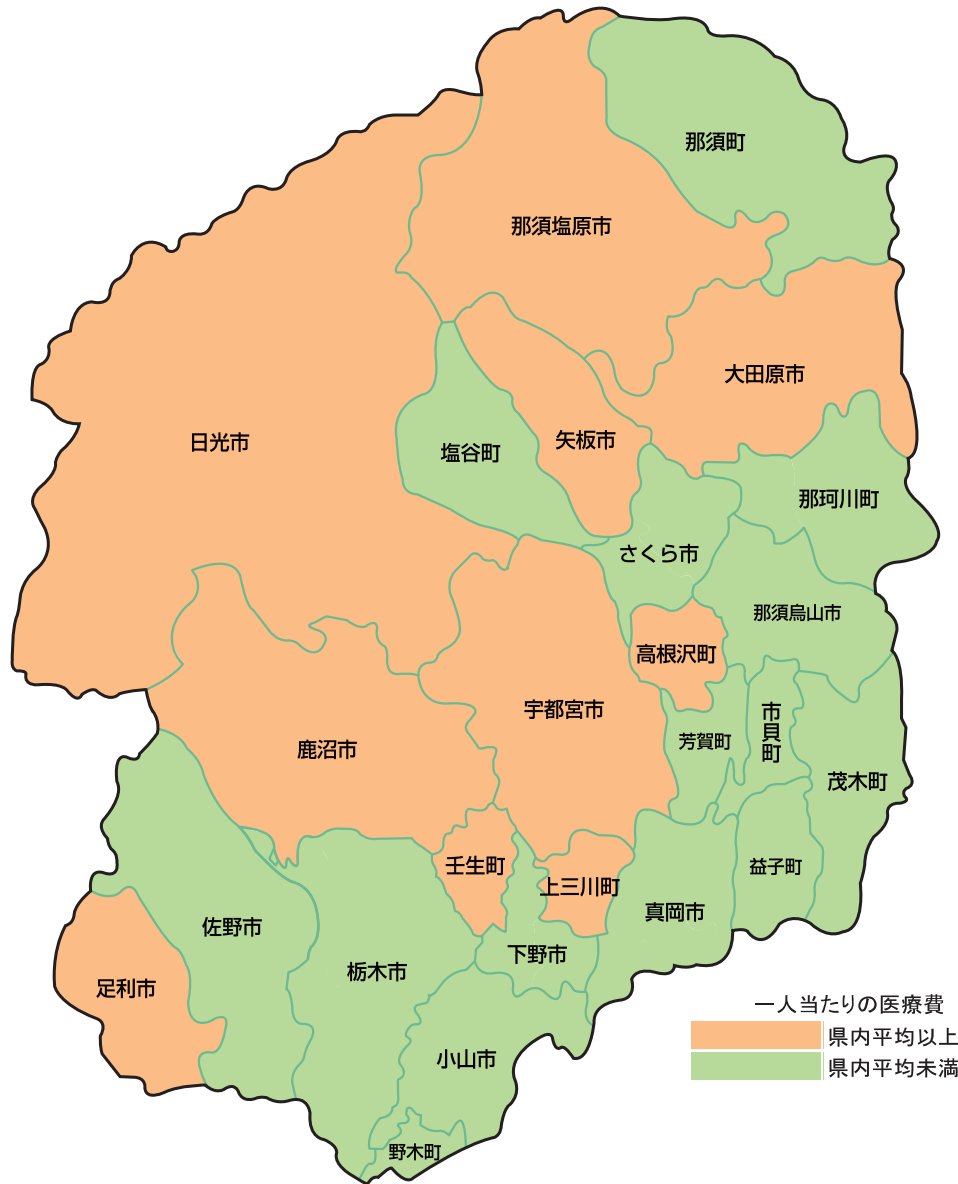 那須町
那須塩原市
大田原市
日光市
矢板市
塩谷町
那珂川町
さくら市
那須烏山市
高根沢町
宇都宮市
市貝町
芳賀町
鹿沼市
茂木町
壬生町
益子町
上三川町
真岡市
佐野市
下野市
栃木市
足利市
小山市
野木町
一人当たりの医療費
県内平均以上
県内平均未満